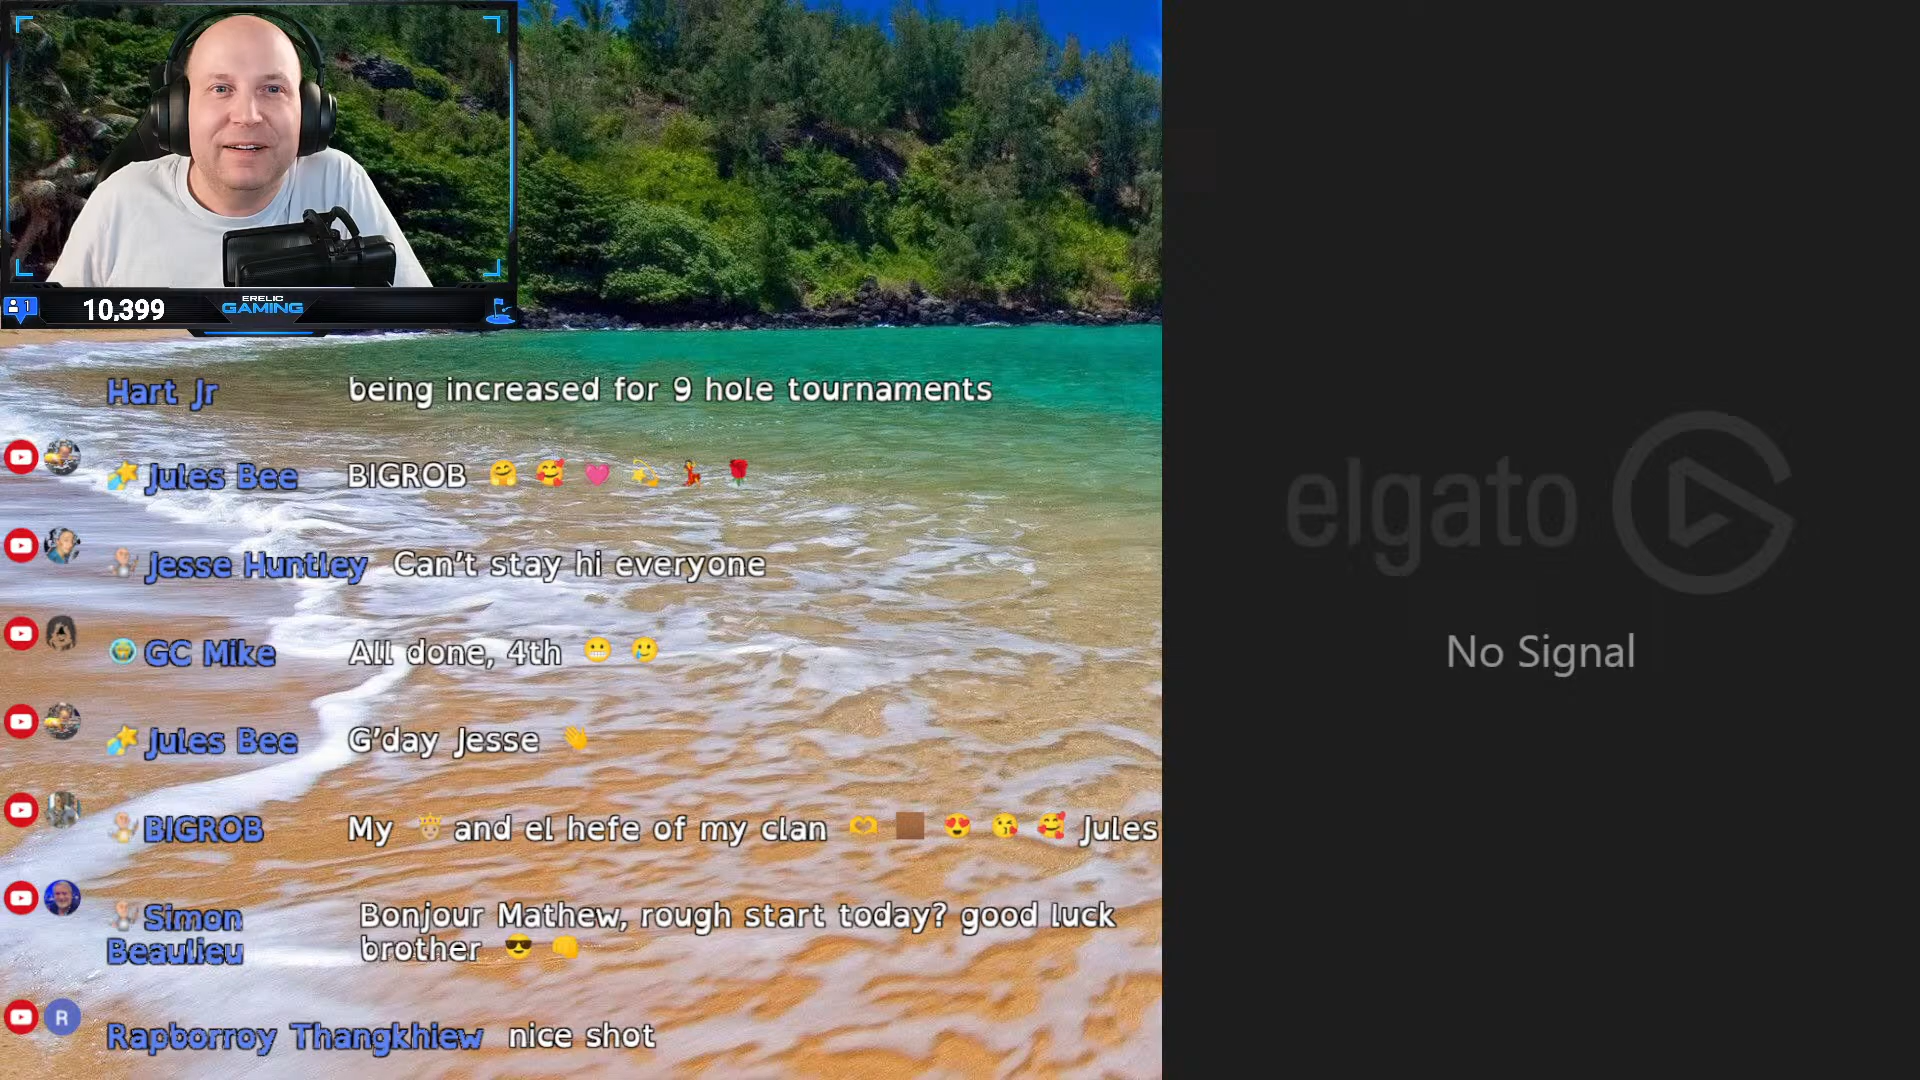 1
10,399
ERELIC
GAMING
Hart Jr being increased for 9 hole tournaments
Jules Bee BIGROB 🤗 🥰 💗 💫 💃 🌹
Jesse Huntley Can't stay hi everyone
GC Mike All done, 4th 😬 🥲
Jules Bee G'day Jesse 👋
BIGROB My 🤴 and el hefe of my clan 🫶 🟫 😍 😘 🥰 Jules
Simon Bonjour Mathew, rough start today? good luck
Beaulieu brother 😎 👊
R
Rapborroy Thangkhiew nice shot
elgato
No Signal